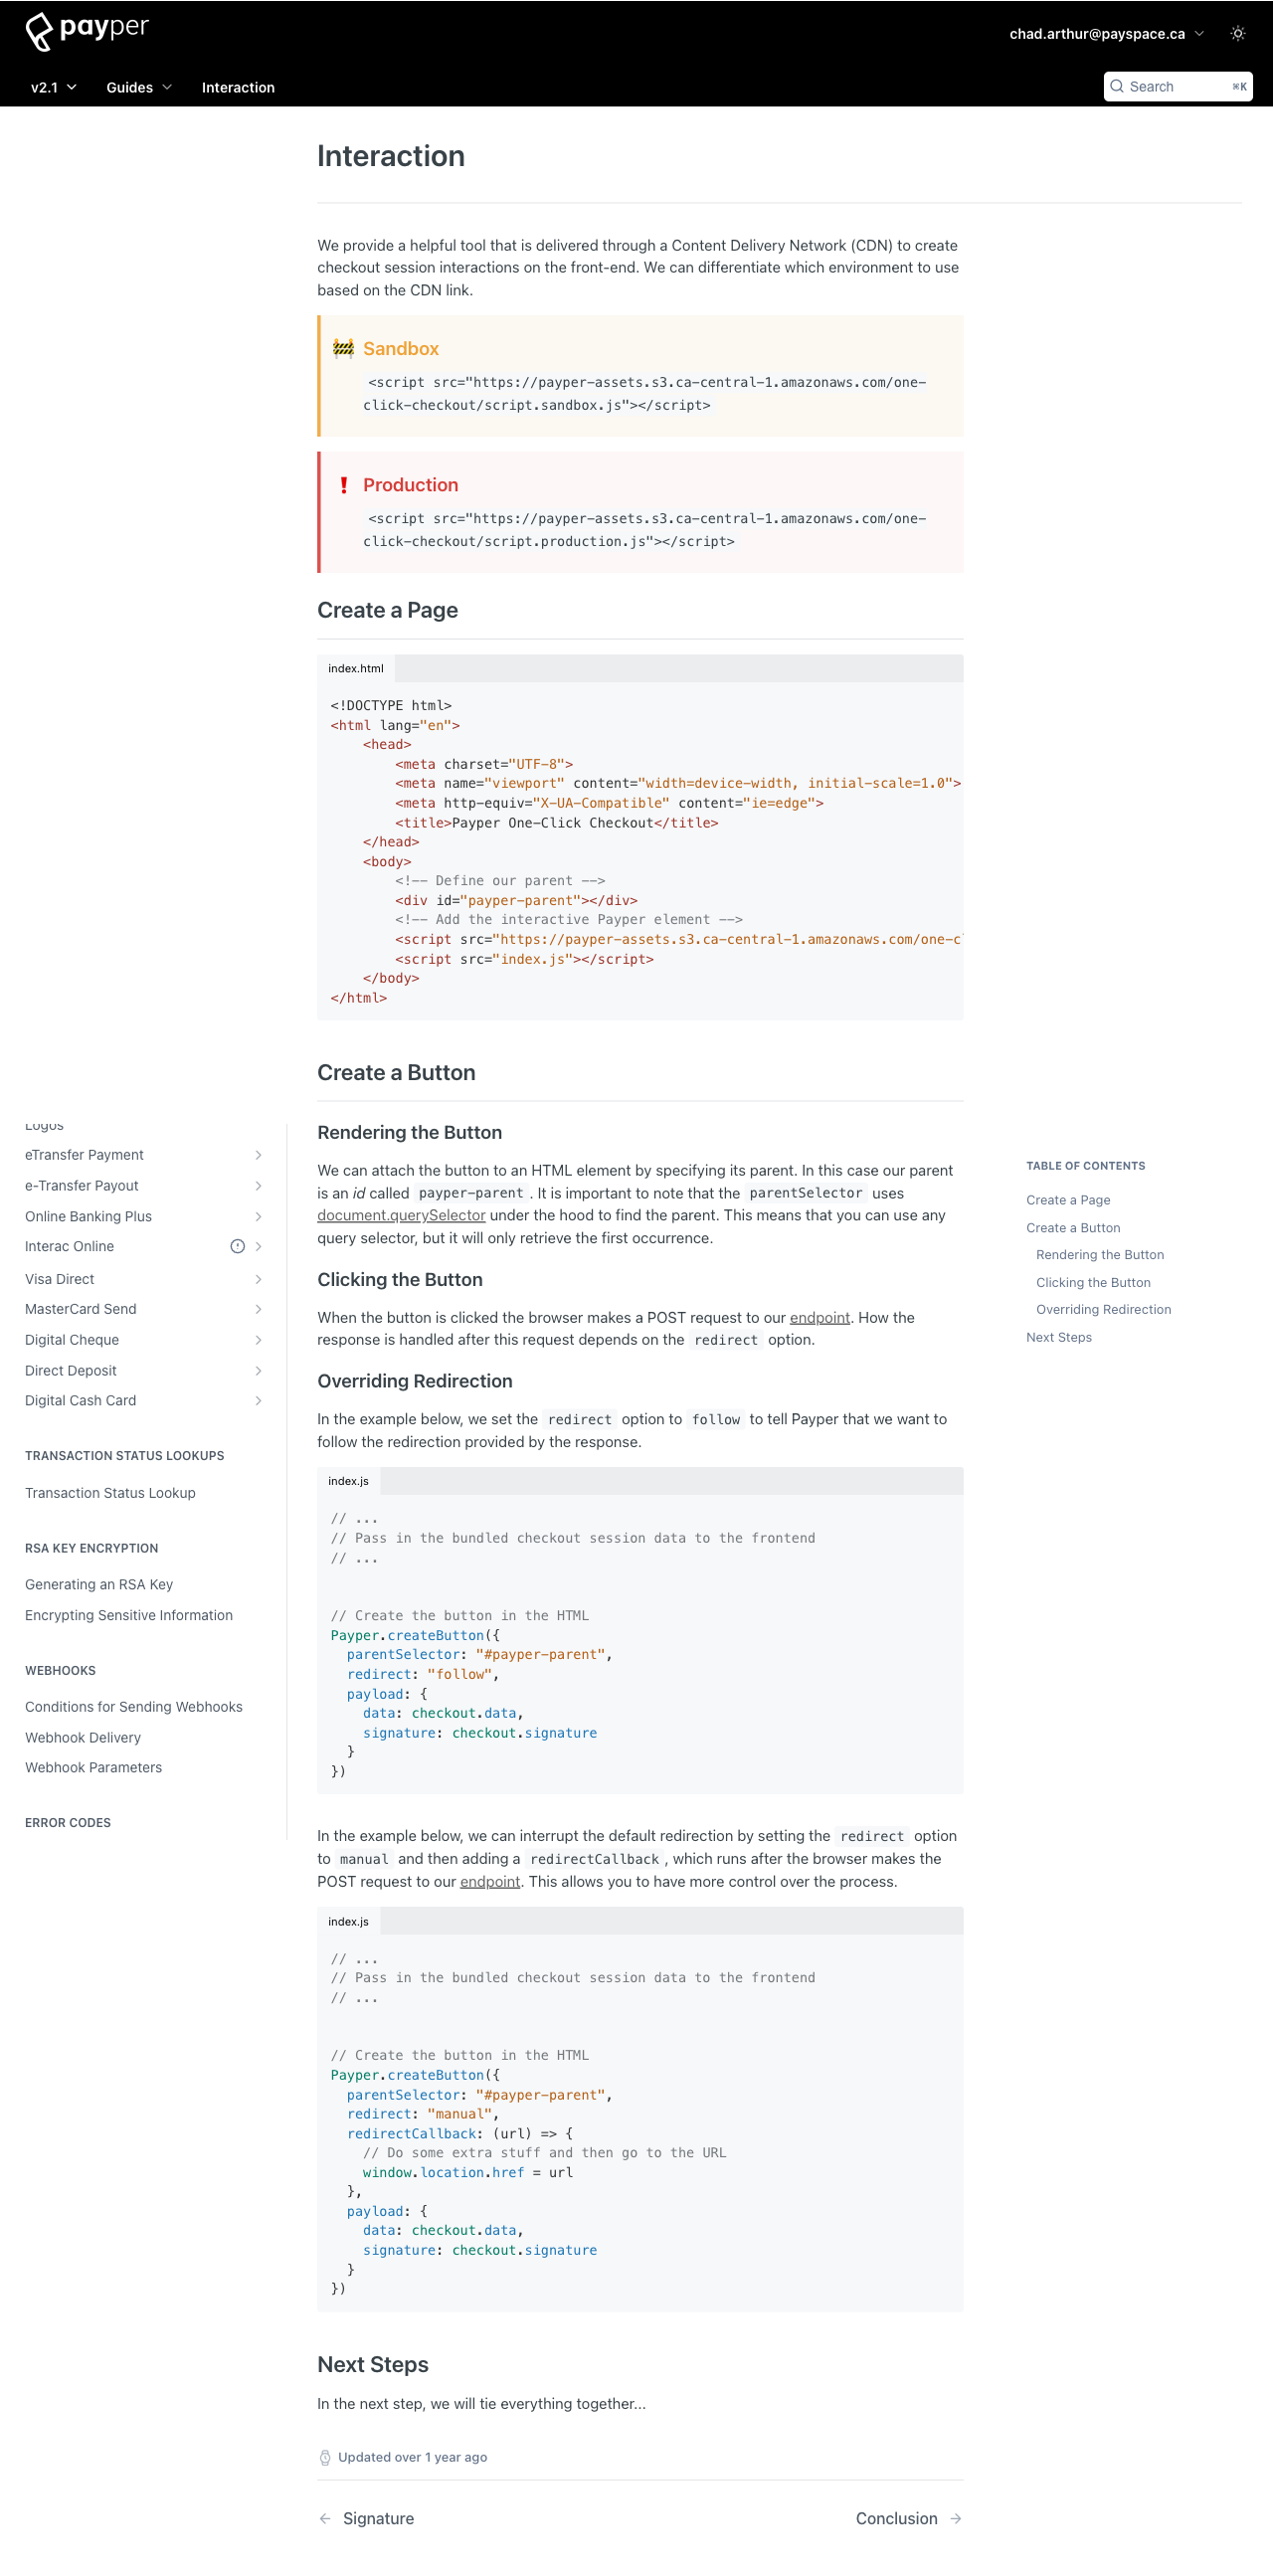 payper
chad.arthur@payspace.ca
v2.1
Guides
Interaction
Search
⌘K
Interaction
We provide a helpful tool that is delivered through a Content Delivery Network (CDN) to create
checkout session interactions on the front-end. We can differentiate which environment to use
based on the CDN link.
🚧 Sandbox
<script src="https://payper-assets.s3.ca-central-1.amazonaws.com/one-
click-checkout/script.sandbox.js"></script>
❗ Production
<script src="https://payper-assets.s3.ca-central-1.amazonaws.com/one-
click-checkout/script.production.js"></script>
Create a Page
index.html
<!DOCTYPE html>
<html lang="en">
    <head>
        <meta charset="UTF-8">
        <meta name="viewport" content="width=device-width, initial-scale=1.0">
        <meta http-equiv="X-UA-Compatible" content="ie=edge">
        <title>Payper One-Click Checkout</title>
    </head>
    <body>
        <!-- Define our parent -->
        <div id="payper-parent"></div>
        <!-- Add the interactive Payper element -->
        <script src="https://payper-assets.s3.ca-central-1.amazonaws.com/one-cl
        <script src="index.js"></script>
    </body>
</html>
Create a Button
Rendering the Button
We can attach the button to an HTML element by specifying its parent. In this case our parent
is an id called payper-parent. It is important to note that the parentSelector uses
document.querySelector under the hood to find the parent. This means that you can use any
query selector, but it will only retrieve the first occurrence.
Clicking the Button
When the button is clicked the browser makes a POST request to our endpoint. How the
response is handled after this request depends on the redirect option.
Overriding Redirection
In the example below, we set the redirect option to follow to tell Payper that we want to
follow the redirection provided by the response.
index.js
// ...
// Pass in the bundled checkout session data to the frontend
// ...
// Create the button in the HTML
Payper.createButton({
  parentSelector: "#payper-parent",
  redirect: "follow",
  payload: {
    data: checkout.data,
    signature: checkout.signature
  }
})
In the example below, we can interrupt the default redirection by setting the redirect option
to manual and then adding a redirectCallback, which runs after the browser makes the
POST request to our endpoint. This allows you to have more control over the process.
index.js
// ...
// Pass in the bundled checkout session data to the frontend
// ...
// Create the button in the HTML
Payper.createButton({
  parentSelector: "#payper-parent",
  redirect: "manual",
  redirectCallback: (url) => {
    // Do some extra stuff and then go to the URL
    window.location.href = url
  },
  payload: {
    data: checkout.data,
    signature: checkout.signature
  }
})
Next Steps
In the next step, we will tie everything together...
Updated over 1 year ago
← Signature
Conclusion →
Logos
eTransfer Payment
e-Transfer Payout
Online Banking Plus
Interac Online
Visa Direct
MasterCard Send
Digital Cheque
Direct Deposit
Digital Cash Card
TRANSACTION STATUS LOOKUPS
Transaction Status Lookup
RSA KEY ENCRYPTION
Generating an RSA Key
Encrypting Sensitive Information
WEBHOOKS
Conditions for Sending Webhooks
Webhook Delivery
Webhook Parameters
ERROR CODES
TABLE OF CONTENTS
Create a Page
Create a Button
Rendering the Button
Clicking the Button
Overriding Redirection
Next Steps